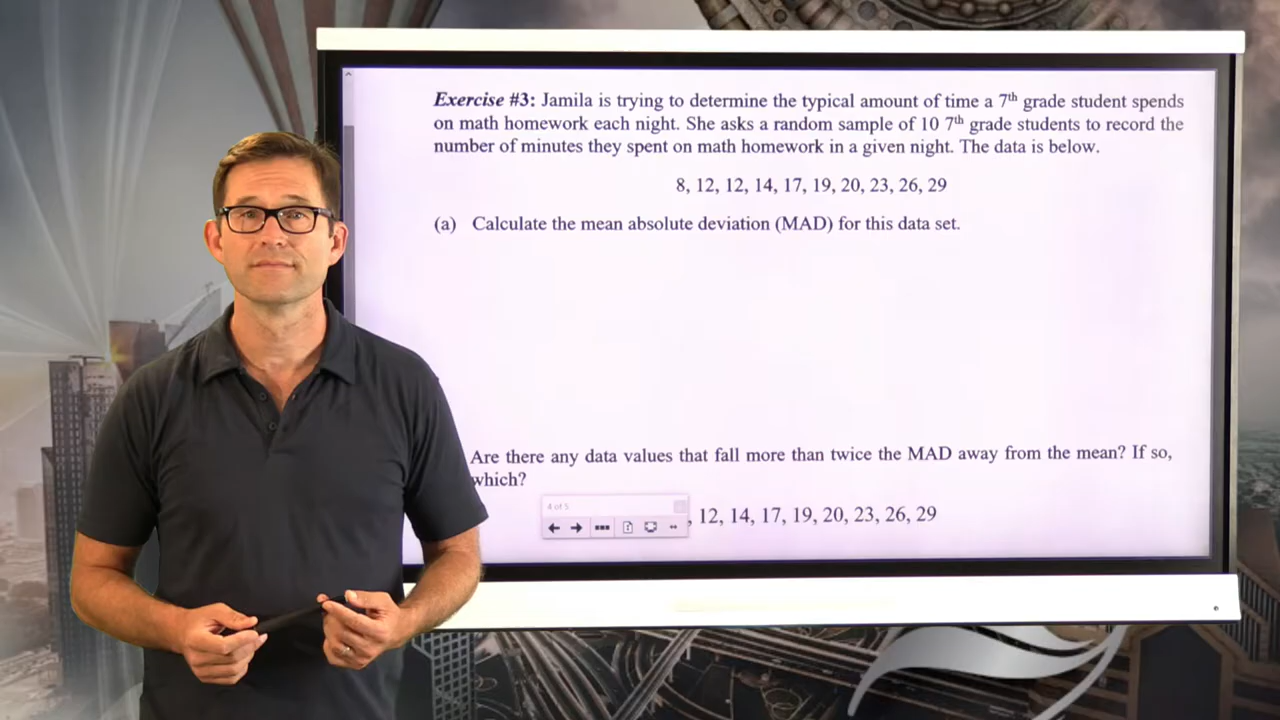 Exercise #3: Jamila is trying to determine the typical amount of time a 7th grade student spends
on math homework each night. She asks a random sample of 10 7th grade students to record the
number of minutes they spent on math homework in a given night. The data is below.
8, 12, 12, 14, 17, 19, 20, 23, 26, 29
(a) Calculate the mean absolute deviation (MAD) for this data set.
Are there any data values that fall more than twice the MAD away from the mean? If so,
which?
4 of 5
, 12, 14, 17, 19, 20, 23, 26, 29